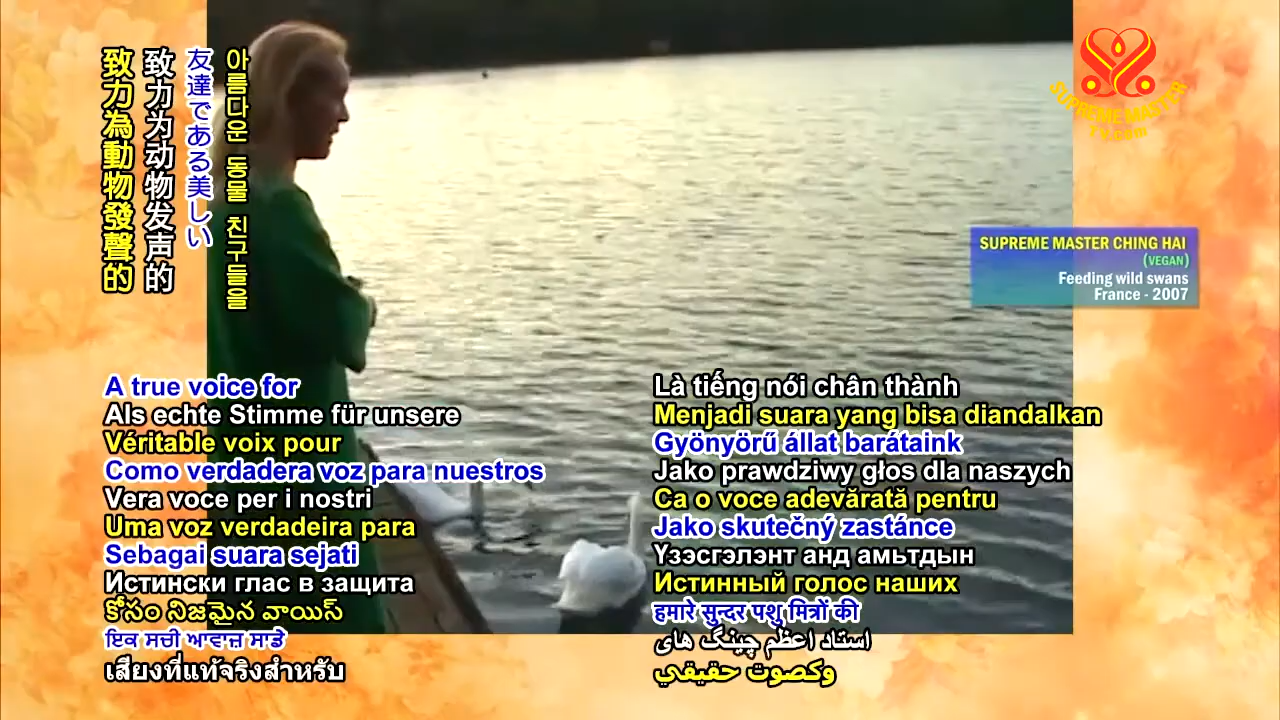 致力為動物發聲的
致力为动物发声的
友達である美しい
아름다운 동물 친구들을
SUPREME MASTER
TV.com
SUPREME MASTER CHING HAI
(VEGAN)
Feeding wild swans
France - 2007
A true voice for
Als echte Stimme für unsere
Véritable voix pour
Como verdadera voz para nuestros
Vera voce per i nostri
Uma voz verdadeira para
Sebagai suara sejati
Истински глас в защита
కోసం నిజమైన వాయిస్
ਇਕ ਸਚੀ ਆਵਾਜ਼ ਸਾਡੇ
เสียงที่แท้จริงสำหรับ
Là tiếng nói chân thành
Menjadi suara yang bisa diandalkan
Gyönyörű állat barátaink
Jako prawdziwy głos dla naszych
Ca o voce adevărată pentru
Jako skutečný zastánce
Үзэсгэлэнт анд амьтдын
Истинный голос наших
हमारे सुन्दर पशु मित्रों की
استاد اعظم چینگ های
وكصوت حقيقي